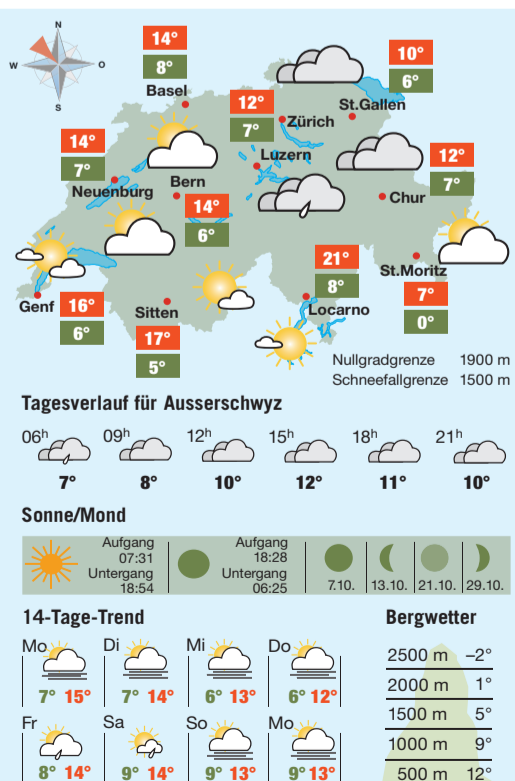 N
W O
S
14°
8°
Basel
10°
6°
St.Gallen
12°
7°
Zürich
14°
7°
Neuenburg
Luzern
Bern
14°
6°
12°
7°
Chur
21°
8°
Locarno
St.Moritz
7°
0°
Genf
16°
6°
Sitten
17°
5°
Nullgradgrenze 1900 m
Schneefallgrenze 1500 m
Tagesverlauf für Ausserschwyz
06h 09h 12h 15h 18h 21h
7° 8° 10° 12° 11° 10°
Sonne/Mond
Aufgang
07:31
Untergang
18:54
Aufgang
18:28
Untergang
06:25
7.10. 13.10. 21.10. 29.10.
14-Tage-Trend
Mo Di Mi Do
7° 15° 7° 14° 6° 13° 6° 12°
Fr Sa So Mo
8° 14° 9° 14° 9° 13° 9° 13°
Bergwetter
2500 m –2°
2000 m 1°
1500 m 5°
1000 m 9°
500 m 12°